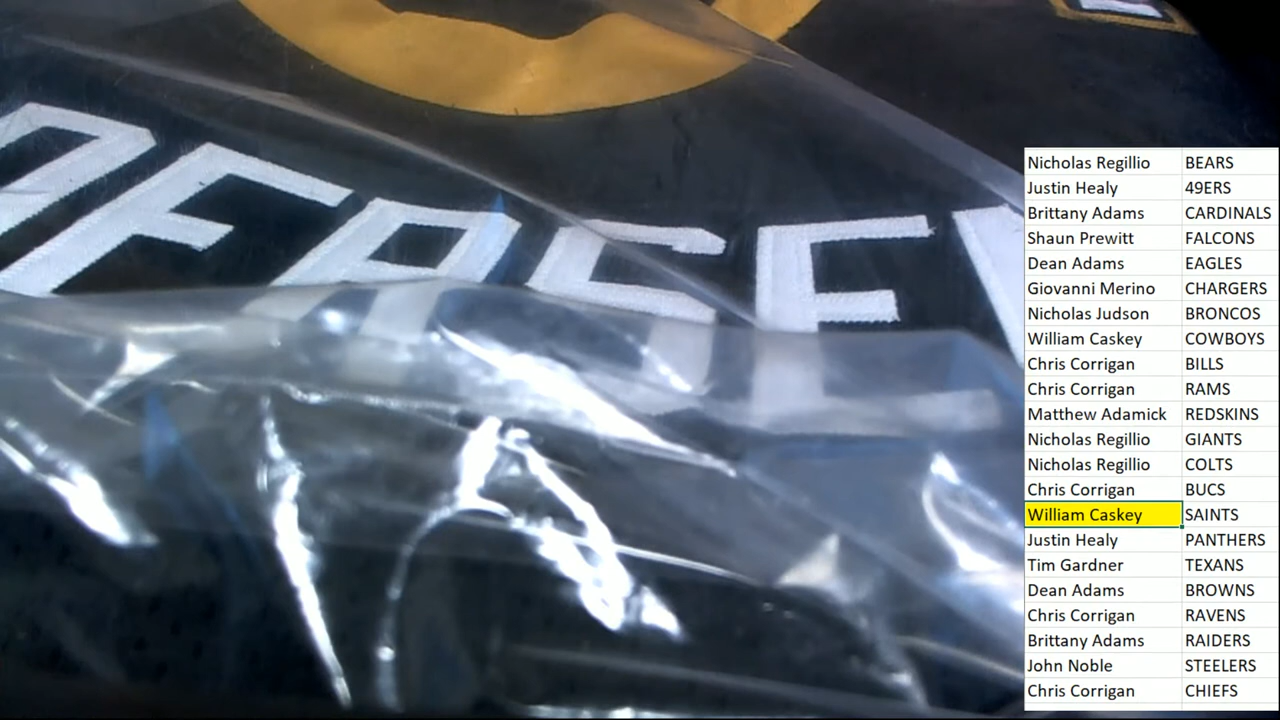 Nicholas Regillio BEARS
Justin Healy 49ERS
Brittany Adams CARDINALS
Shaun Prewitt FALCONS
Dean Adams EAGLES
Giovanni Merino CHARGERS
Nicholas Judson BRONCOS
William Caskey COWBOYS
Chris Corrigan BILLS
Chris Corrigan RAMS
Matthew Adamick REDSKINS
Nicholas Regillio GIANTS
Nicholas Regillio COLTS
Chris Corrigan BUCS
William Caskey SAINTS
Justin Healy PANTHERS
Tim Gardner TEXANS
Dean Adams BROWNS
Chris Corrigan RAVENS
Brittany Adams RAIDERS
John Noble STEELERS
Chris Corrigan CHIEFS